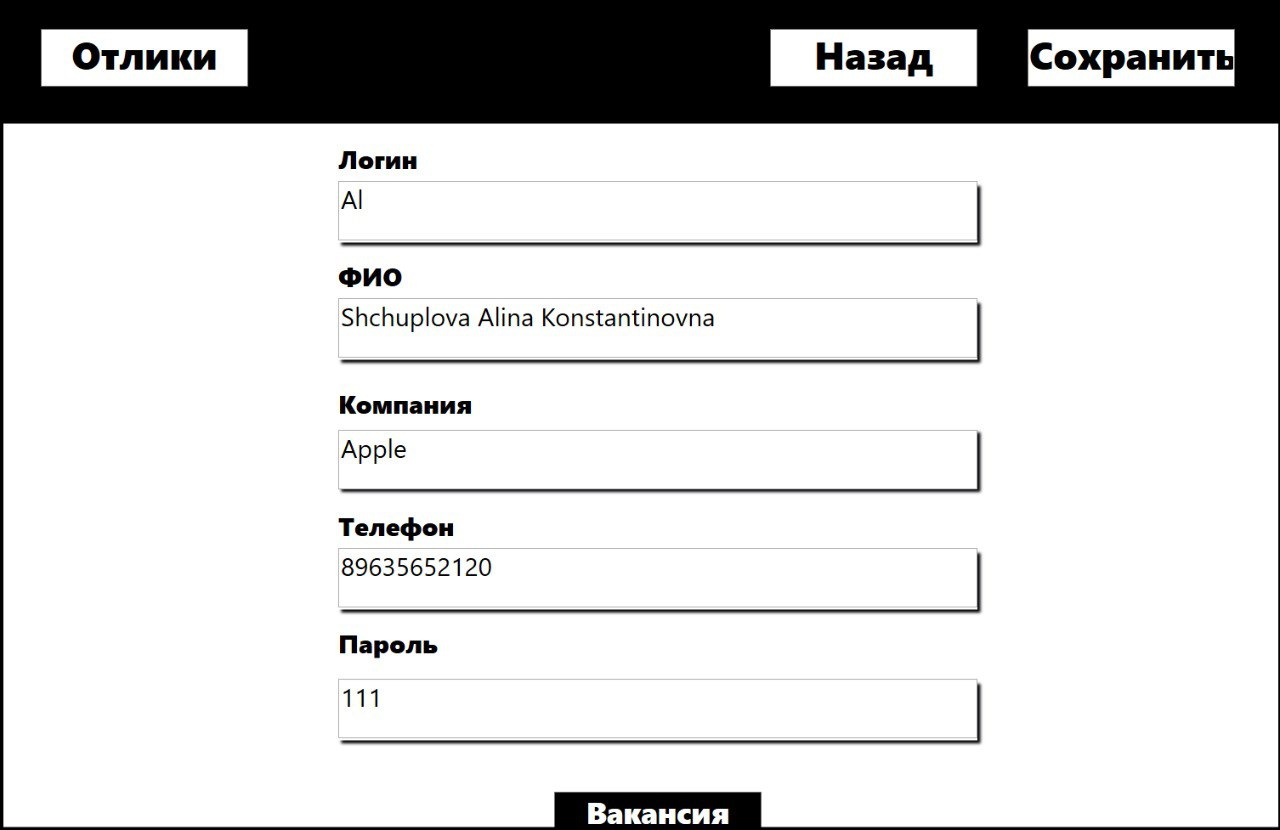 Отлики
Назад
Сохранить
Логин
Al
ФИО
Shchuplova Alina Konstantinovna
Компания
Apple
Телефон
89635652120
Пароль
111
Вакансия